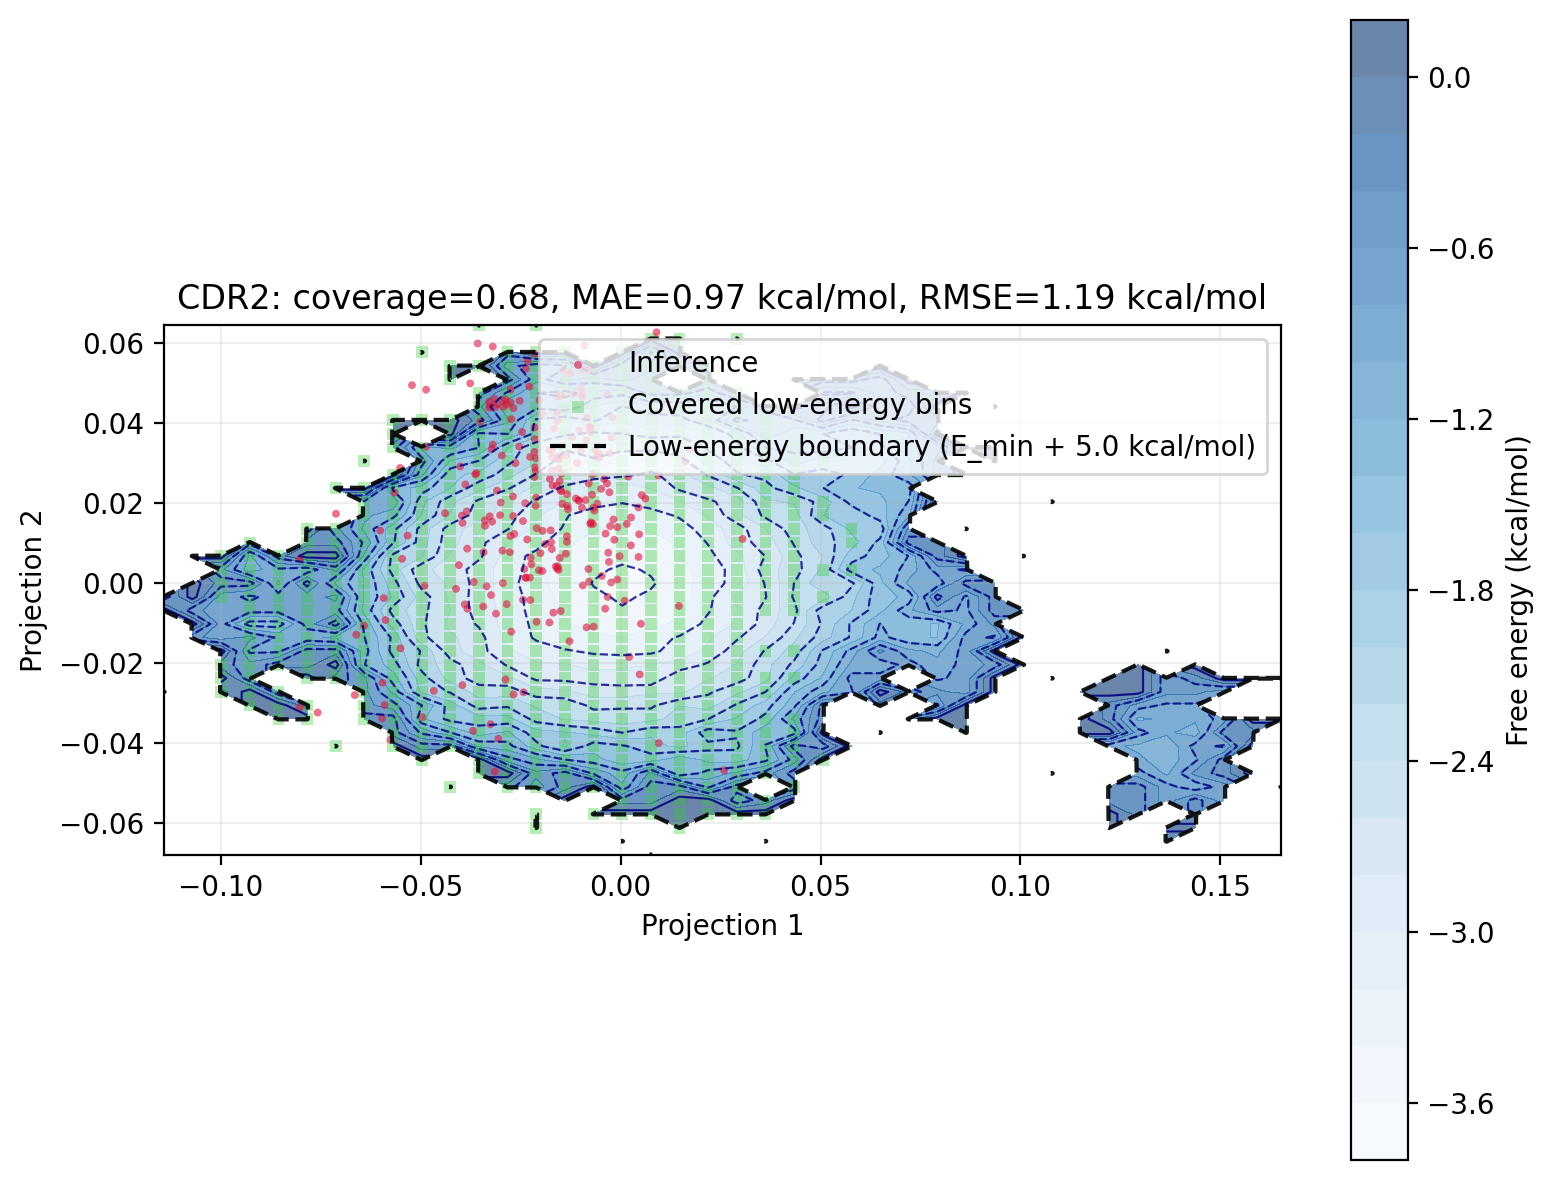 CDR2: coverage=0.68, MAE=0.97 kcal/mol, RMSE=1.19 kcal/mol
Inference
Covered low-energy bins
Low-energy boundary (E_min + 5.0 kcal/mol)
0.06
0.04
0.02
0.00
−0.02
−0.04
−0.06
Projection 2
−0.10
−0.05
0.00
0.05
0.10
0.15
Projection 1
0.0
−0.6
−1.2
−1.8
−2.4
−3.0
−3.6
Free energy (kcal/mol)